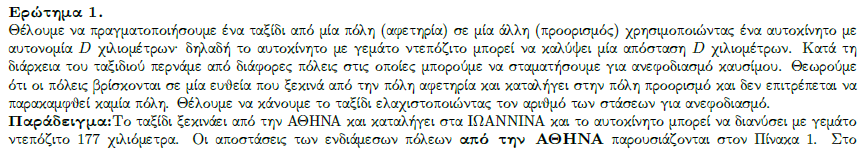 Ερώτημα 1.
Θέλουμε να πραγματοποιήσουμε ένα ταξίδι από μία πόλη (αφετηρία) σε μία άλλη (προορισμός) χρησιμοποιώντας ένα αυτοκίνητο με
αυτονομία D χιλιομέτρων· δηλαδή το αυτοκίνητο με γεμάτο ντεπόζιτο μπορεί να καλύψει μία απόσταση D χιλιομέτρων. Κατά τη
διάρκεια του ταξιδιού περνάμε από διάφορες πόλεις στις οποίες μπορούμε να σταματήσουμε για ανεφοδιασμό καυσίμου. Θεωρούμε
ότι οι πόλεις βρίσκονται σε μία ευθεία που ξεκινά από την πόλη αφετηρία και καταλήγει στην πόλη προορισμό και δεν επιτρέπεται να
παρακαμφθεί καμία πόλη. Θέλουμε να κάνουμε το ταξίδι ελαχιστοποιώντας τον αριθμό των στάσεων για ανεφοδιασμό.
Παράδειγμα:Το ταξίδι ξεκινάει από την ΑΘΗΝΑ και καταλήγει στα ΙΩΑΝΝΙΝΑ και το αυτοκίνητο μπορεί να διανύσει με γεμάτο
ντεπόζιτο 177 χιλιόμετρα. Οι αποστάσεις των ενδιάμεσων πόλεων από την ΑΘΗΝΑ παρουσιάζονται στον Πίνακα 1. Στο